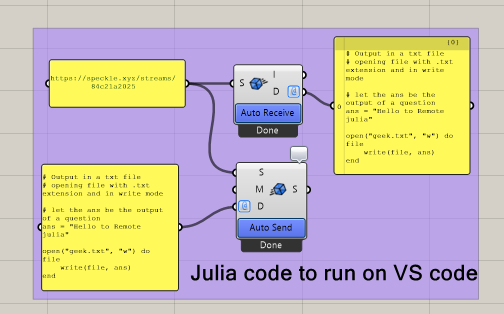 https://speckle.xyz/streams/
84c21a2025
S
I
D
Auto Receive
Done
{0}
0
# Output in a txt file
# opening file with .txt
extension and in write
mode
# let the ans be the
output of a question
ans = "Hello to Remote
julia"
open("geek.txt", "w") do
file
write(file, ans)
end
# Output in a txt file
# opening file with .txt
extension and in write mode
# let the ans be the output
of a question
ans = "Hello to Remote
julia"
open("geek.txt", "w") do
file
write(file, ans)
end
S
M
S
D
Auto Send
Done
Julia code to run on VS code